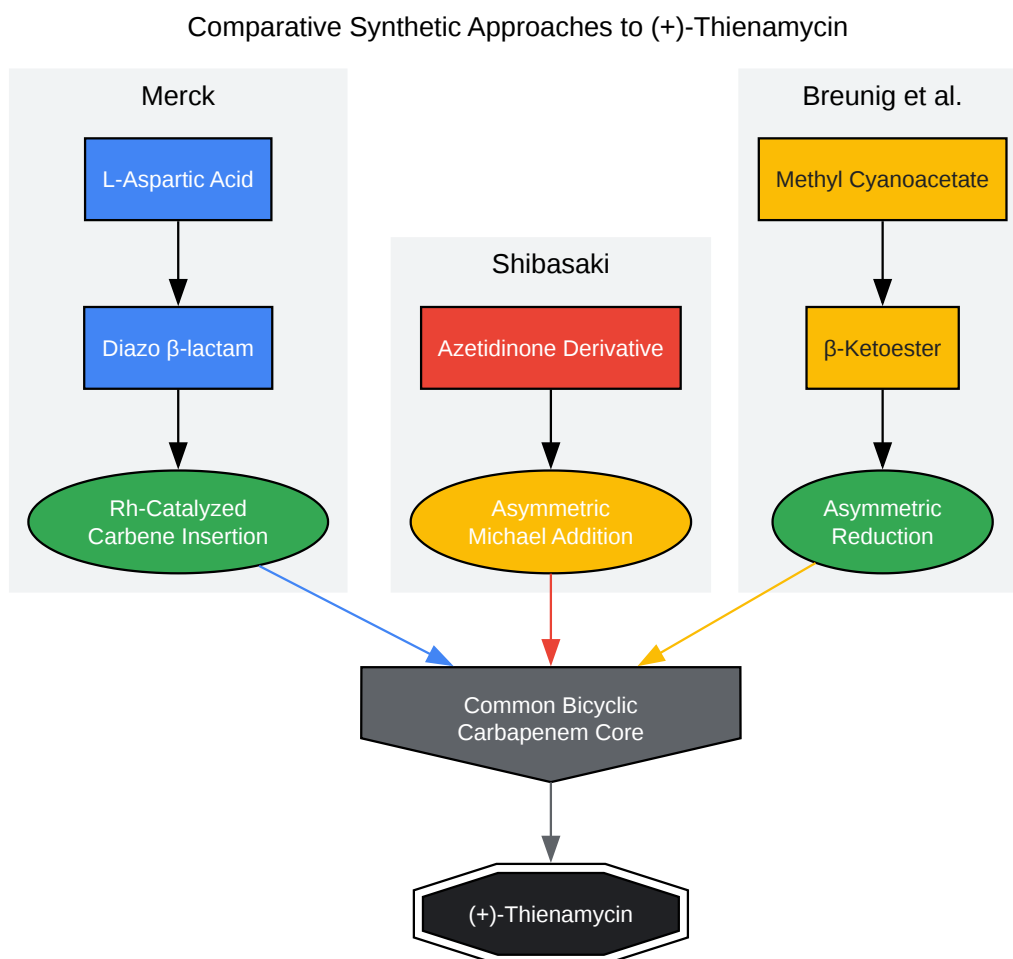 Comparative Synthetic Approaches to (+)-Thienamycin
Merck
L-Aspartic Acid
Diazo β-lactam
Rh-Catalyzed
Carbene Insertion
Shibasaki
Azetidinone Derivative
Asymmetric
Michael Addition
Breunig et al.
Methyl Cyanoacetate
β-Ketoester
Asymmetric
Reduction
Common Bicyclic
Carbapenem Core
(+)-Thienamycin